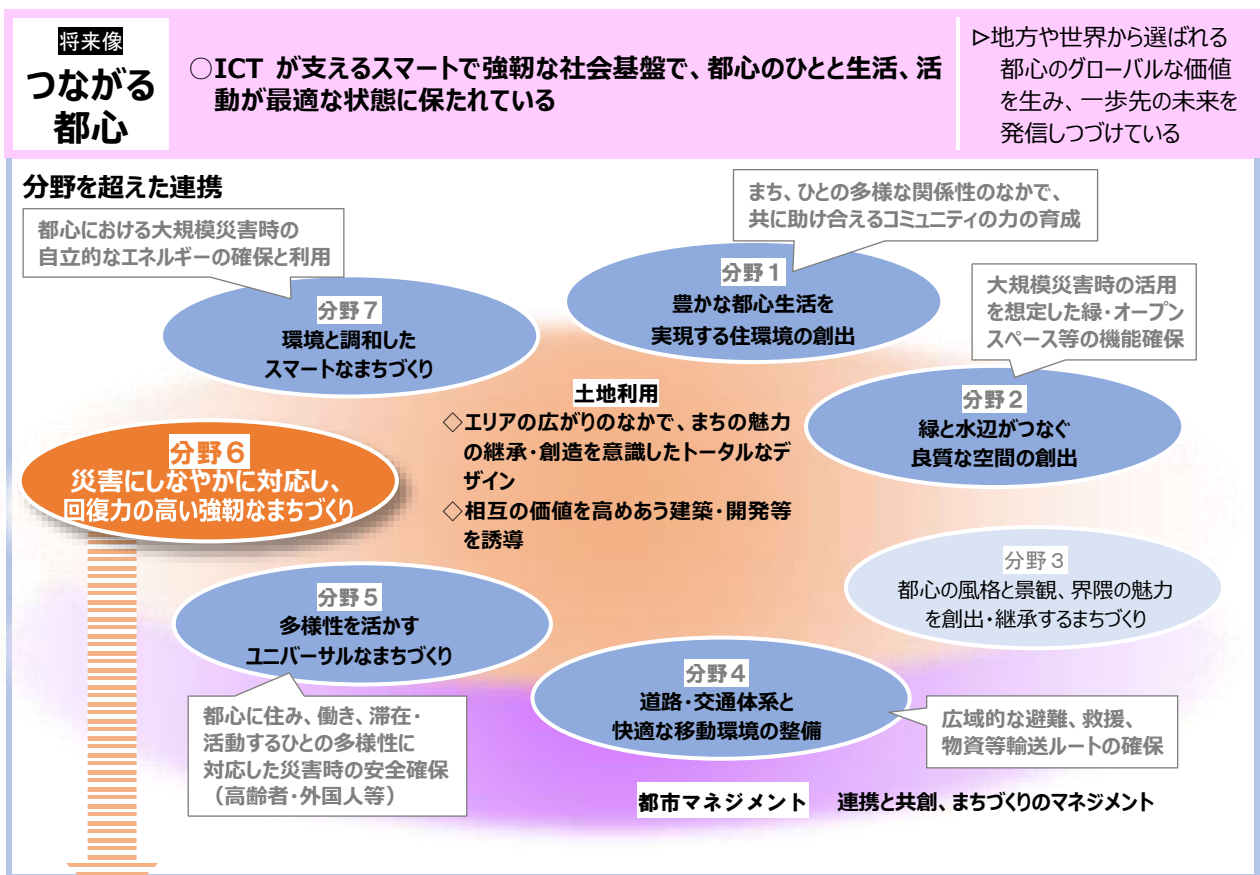 将来像
つながる
都心
○ICT が支えるスマートで強靭な社会基盤で、都心のひとと生活、活
動が最適な状態に保たれている
▷地方や世界から選ばれる
都心のグローバルな価値
を生み、一歩先の未来を
発信しつづけている
分野を超えた連携
都心における大規模災害時の
自立的なエネルギーの確保と利用
まち、ひとの多様な関係性のなかで、
共に助け合えるコミュニティの力の育成
分野1
豊かな都心生活を
実現する住環境の創出
大規模災害時の活用
を想定した緑・オープン
スペース等の機能確保
分野7
環境と調和した
スマートなまちづくり
土地利用
◇エリアの広がりのなかで、まちの魅力
の継承・創造を意識したトータルなデ
ザイン
◇相互の価値を高めあう建築・開発等
を誘導
分野2
緑と水辺がつなぐ
良質な空間の創出
分野6
災害にしなやかに対応し、
回復力の高い強靭なまちづくり
分野3
都心の風格と景観、界隈の魅力
を創出・継承するまちづくり
分野5
多様性を活かす
ユニバーサルなまちづくり
分野4
道路・交通体系と
快適な移動環境の整備
都心に住み、働き、滞在・
活動するひとの多様性に
対応した災害時の安全確保
（高齢者・外国人等）
広域的な避難、救援、
物資等輸送ルートの確保
都市マネジメント 連携と共創、まちづくりのマネジメント